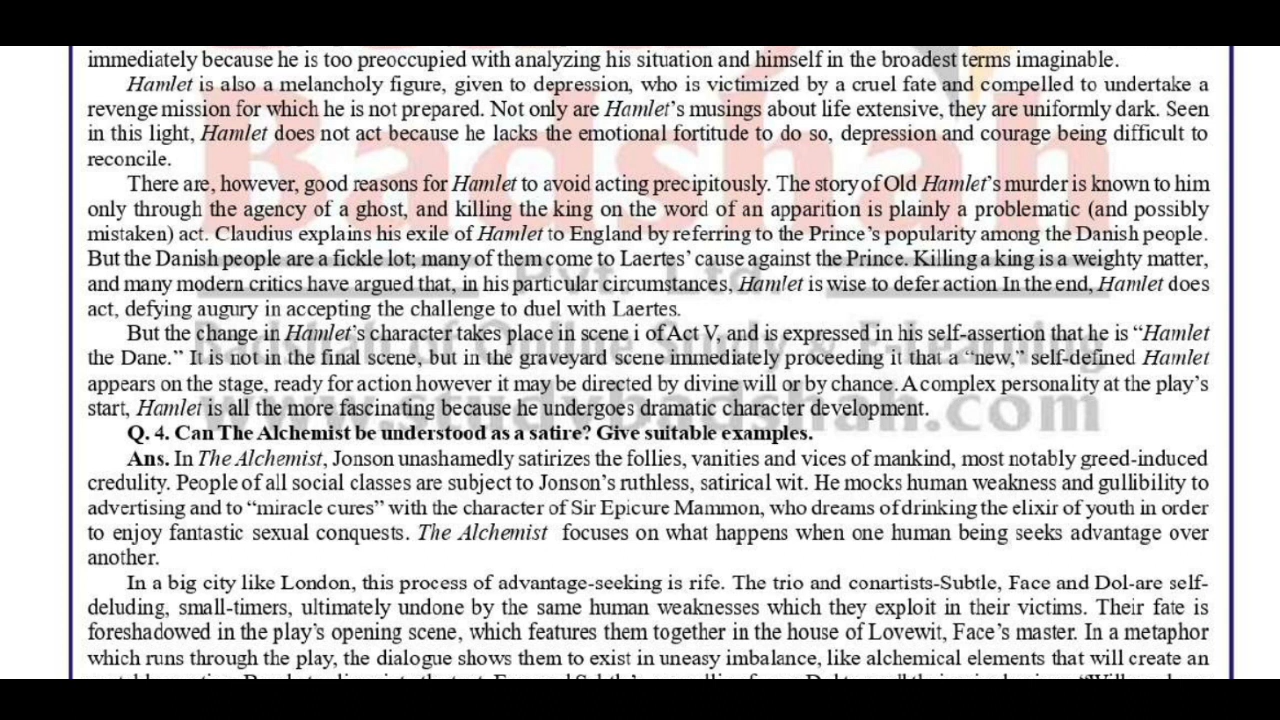 immediately because he is too preoccupied with analyzing his situation and himself in the broadest terms imaginable.
Hamlet is also a melancholy figure, given to depression, who is victimized by a cruel fate and compelled to undertake a
revenge mission for which he is not prepared. Not only are Hamlet's musings about life extensive, they are uniformly dark. Seen
in this light, Hamlet does not act because he lacks the emotional fortitude to do so, depression and courage being difficult to
reconcile.
There are, however, good reasons for Hamlet to avoid acting precipitously. The story of Old Hamlet's murder is known to him
only through the agency of a ghost, and killing the king on the word of an apparition is plainly a problematic (and possibly
mistaken) act. Claudius explains his exile of Hamlet to England by referring to the Prince's popularity among the Danish people.
But the Danish people are a fickle lot; many of them come to Laertes' cause against the Prince. Killing a king is a weighty matter,
and many modern critics have argued that, in his particular circumstances, Hamlet is wise to defer action In the end, Hamlet does
act, defying augury in accepting the challenge to duel with Laertes.
But the change in Hamlet's character takes place in scene i of Act V, and is expressed in his self-assertion that he is “Hamlet
the Dane.” It is not in the final scene, but in the graveyard scene immediately proceeding it that a “new,” self-defined Hamlet
appears on the stage, ready for action however it may be directed by divine will or by chance. A complex personality at the play's
start, Hamlet is all the more fascinating because he undergoes dramatic character development.
Q. 4. Can The Alchemist be understood as a satire? Give suitable examples.
Ans. In The Alchemist, Jonson unashamedly satirizes the follies, vanities and vices of mankind, most notably greed-induced
credulity. People of all social classes are subject to Jonson's ruthless, satirical wit. He mocks human weakness and gullibility to
advertising and to “miracle cures” with the character of Sir Epicure Mammon, who dreams of drinking the elixir of youth in order
to enjoy fantastic sexual conquests. The Alchemist focuses on what happens when one human being seeks advantage over
another.
In a big city like London, this process of advantage-seeking is rife. The trio and conartists-Subtle, Face and Dol-are self-
deluding, small-timers, ultimately undone by the same human weaknesses which they exploit in their victims. Their fate is
foreshadowed in the play's opening scene, which features them together in the house of Lovewit, Face's master. In a metaphor
which runs through the play, the dialogue shows them to exist in uneasy imbalance, like alchemical elements that will create an
Badshah
Pvt. Ltd.
Badshah of Online Study & E-learning
www.studybadshah.com